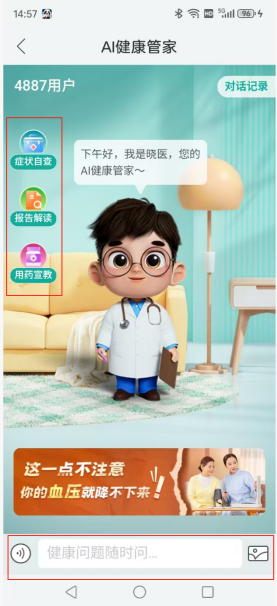 14:57
5G
96
AI健康管家
4887用户
对话记录
症状自查
报告解读
用药宣教
下午好，我是晓医，您的
AI健康管家～
这一点不注意
你的血压就降不下来！
健康问题随时问...